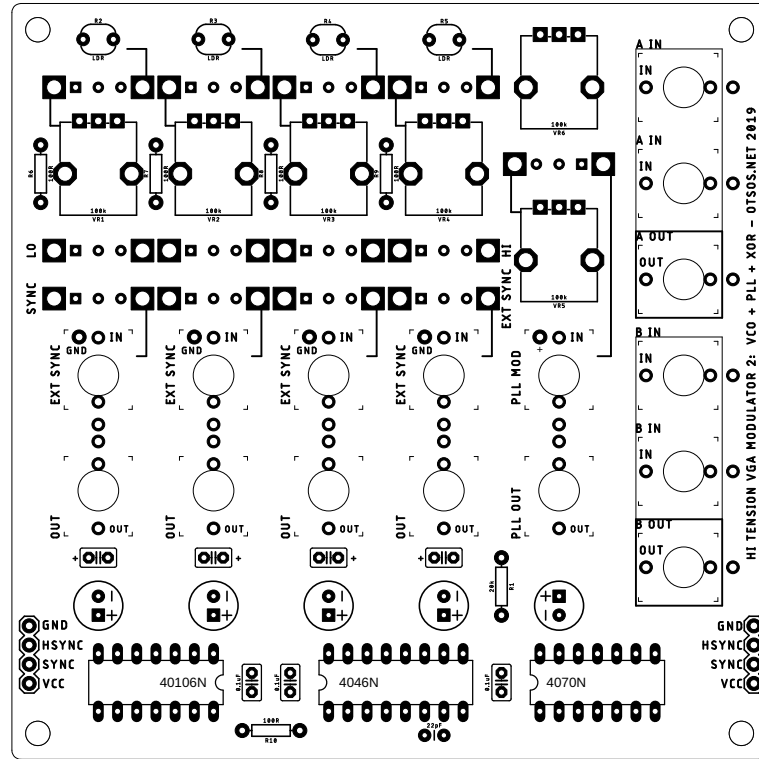 R2
R3
R4
R5
LDR
LDR
LDR
LDR
A IN
IN
100k
VR6
A IN
IN
R6
100R
R7
100R
R8
100R
R9
100R
100k
VR1
100k
VR2
100k
VR3
100k
VR4
A OUT
OUT
LO
HI
SYNC
EXT SYNC
100k
VR5
IN
GND
EXT SYNC
IN
GND
EXT SYNC
IN
GND
EXT SYNC
IN
GND
EXT SYNC
IN
+
PLL MOD
B IN
IN
B IN
IN
OUT
OUT
OUT
OUT
OUT
OUT
OUT
OUT
PLL OUT
OUT
B OUT
OUT
+
+
+
+
20k
R1
−
+
−
+
−
+
−
+
+
−
GND
HSYNC
SYNC
VCC
GND
HSYNC
SYNC
VCC
40106N
0.1uF
0.1uF
4046N
0.1uF
4070N
100R
R10
22pF
HI TENSION VGA MODULATOR 2: VCO + PLL + XOR – OTSOS.NET 2019